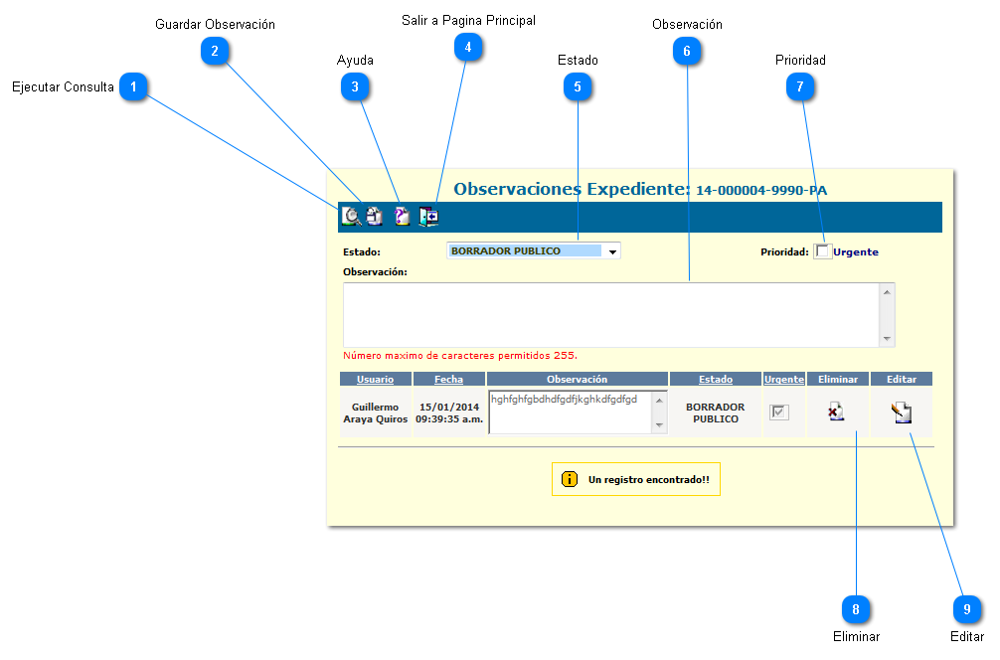 Salir a Pagina Principal
4
Guardar Observación
2
Observación
6
Ayuda
3
Estado
5
Prioridad
7
Ejecutar Consulta 1
Observaciones Expediente: 14-000004-9990-PA
Estado: BORRADOR PUBLICO Prioridad: Urgente
Observación:
Número maximo de caracteres permitidos 255.
Usuario Fecha Observación Estado Urgente Eliminar Editar
Guillermo Araya Quiros
15/01/2014 09:39:35 a.m.
hghfghfgbdhdfgdfjkghkdfgdfgd
BORRADOR PUBLICO
Un registro encontrado!!
8
Eliminar
9
Editar